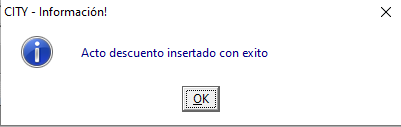 CITY - Información!
Acto descuento insertado con exito
OK